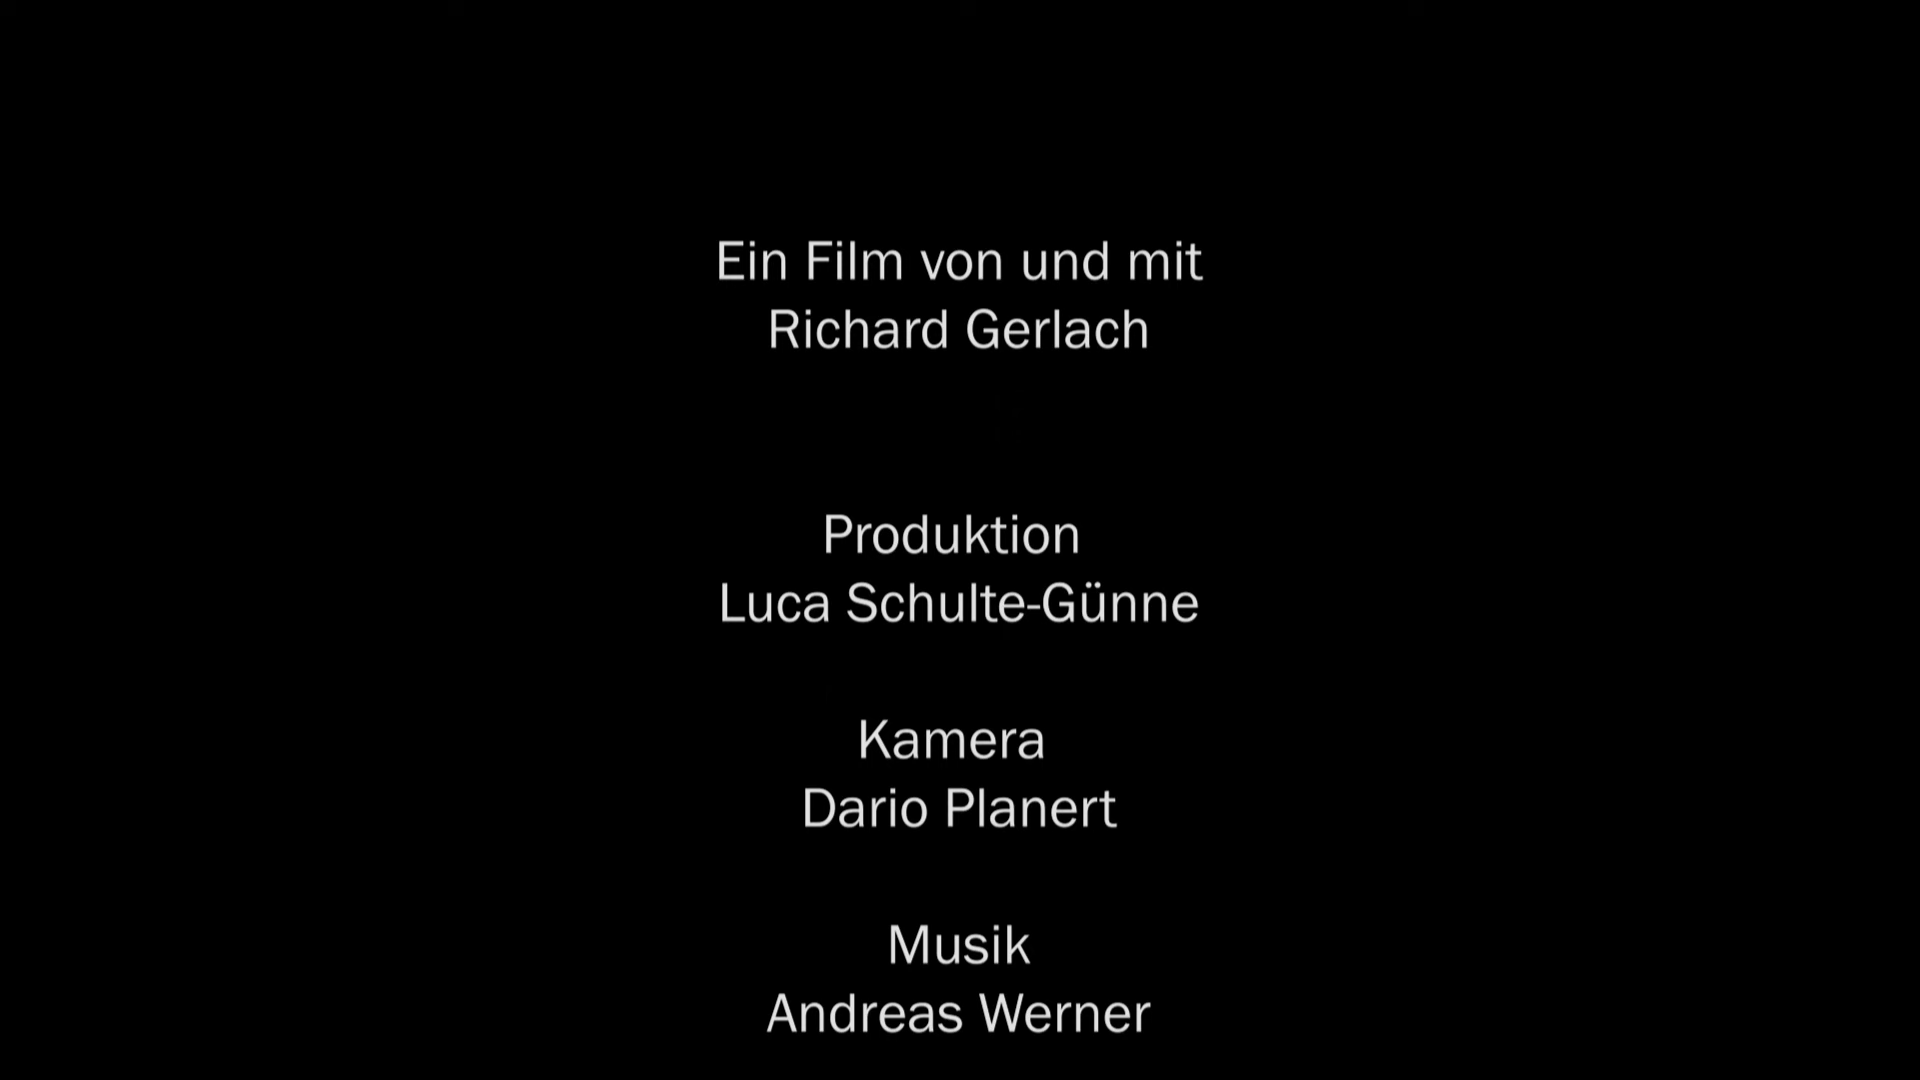 Ein Film von und mit
Richard Gerlach
Produktion
Luca Schulte-Günne
Kamera
Dario Planert
Musik
Andreas Werner